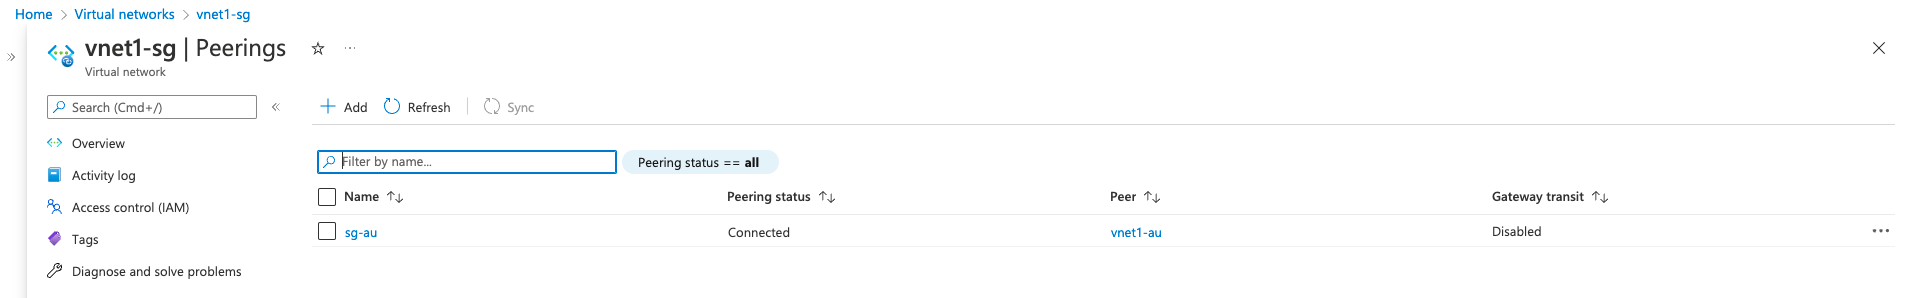 Home > Virtual networks > vnet1-sg
vnet1-sg | Peerings
Virtual network
Search (Cmd+/)
Overview
Activity log
Access control (IAM)
Tags
Diagnose and solve problems
Add Refresh Sync
Filter by name... Peering status == all
Name Peering status Peer Gateway transit
sg-au Connected vnet1-au Disabled